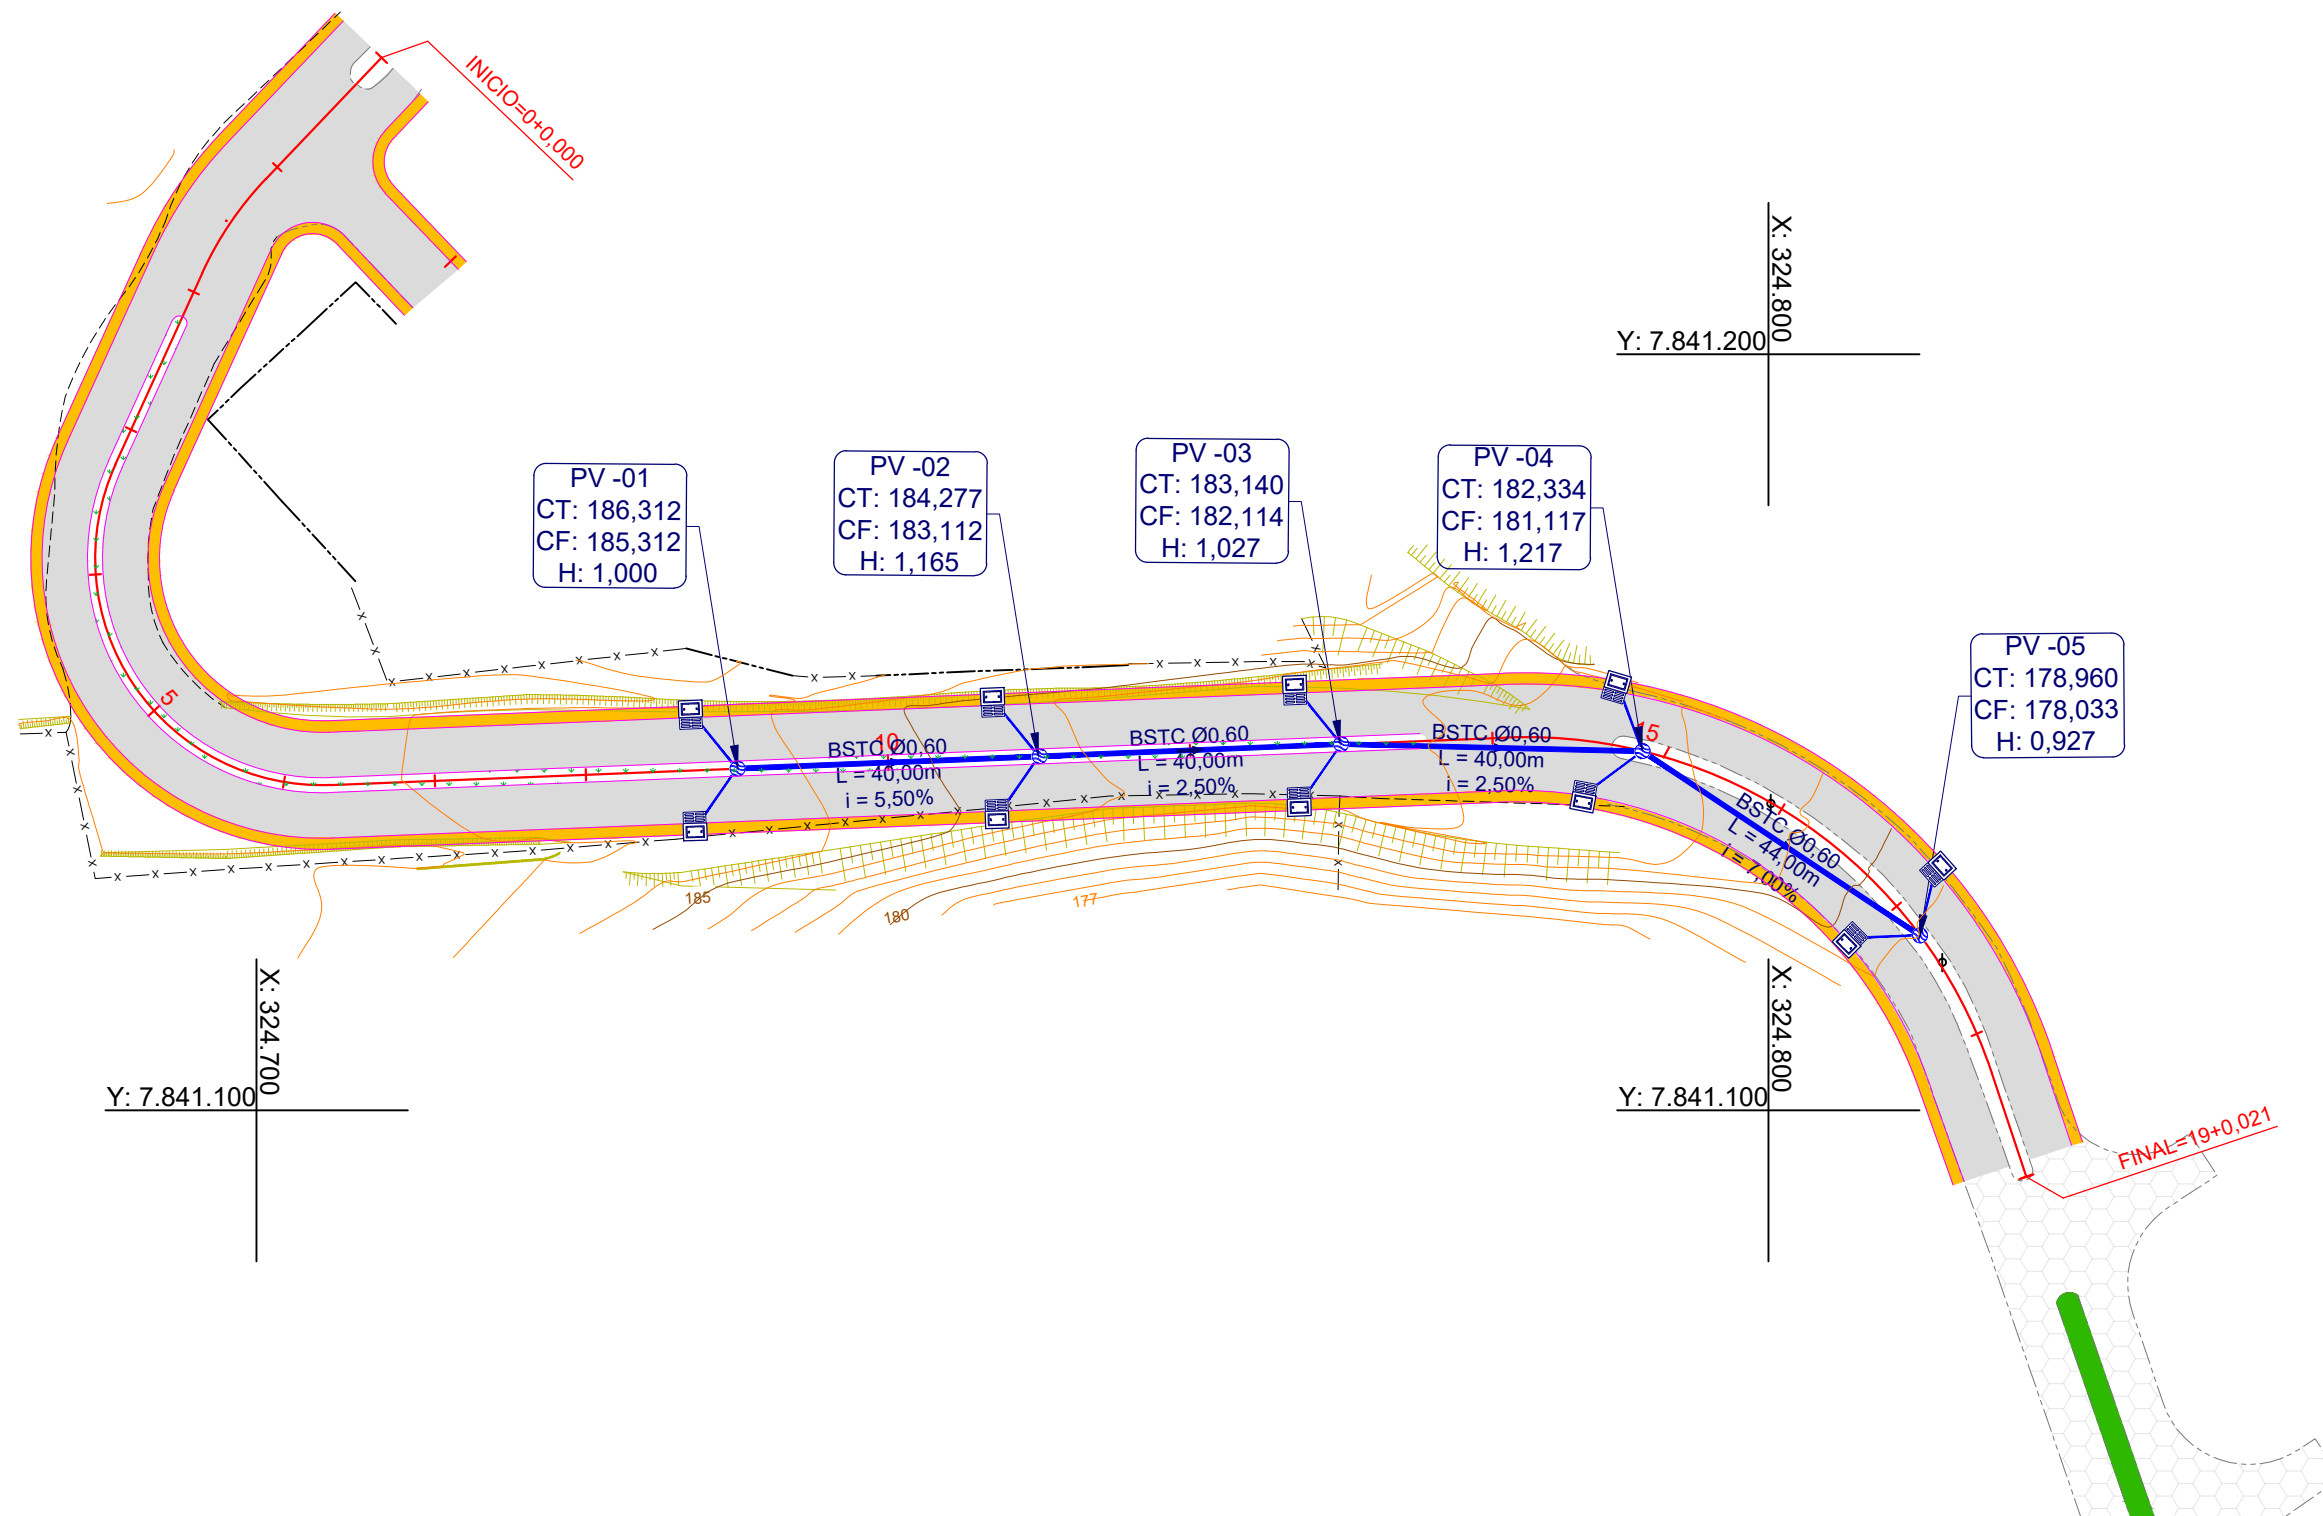 INICIO=0+0,000
X: 324.800
Y: 7.841.200
PV -01
CT: 186,312
CF: 185,312
H: 1,000
PV -02
CT: 184,277
CF: 183,112
H: 1,165
PV -03
CT: 183,140
CF: 182,114
H: 1,027
PV -04
CT: 182,334
CF: 181,117
H: 1,217
PV -05
CT: 178,960
CF: 178,033
H: 0,927
5
10
15
BSTC Ø0,60
L = 40,00m
i = 5,50%
BSTC Ø0,60
L = 40,00m
i = 2,50%
BSTC Ø0,60
L = 40,00m
i = 2,50%
BSTC Ø0,60
L = 44,00m
i = 7,00%
185
180
177
X: 324.700
Y: 7.841.100
X: 324.800
Y: 7.841.100
FINAL=19+0,021